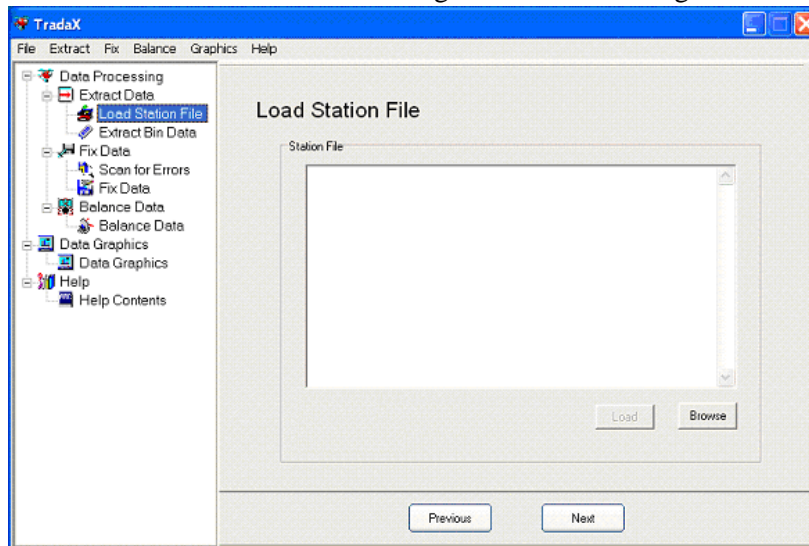 TradaX
File Extract Fix Balance Graphics Help
Data Processing
Extract Data
Load Station File
Extract Bin Data
Fix Data
Scan for Errors
Fix Data
Balance Data
Balance Data
Data Graphics
Data Graphics
Help
Help Contents
Load Station File
Station File
Load Browse
Previous Next